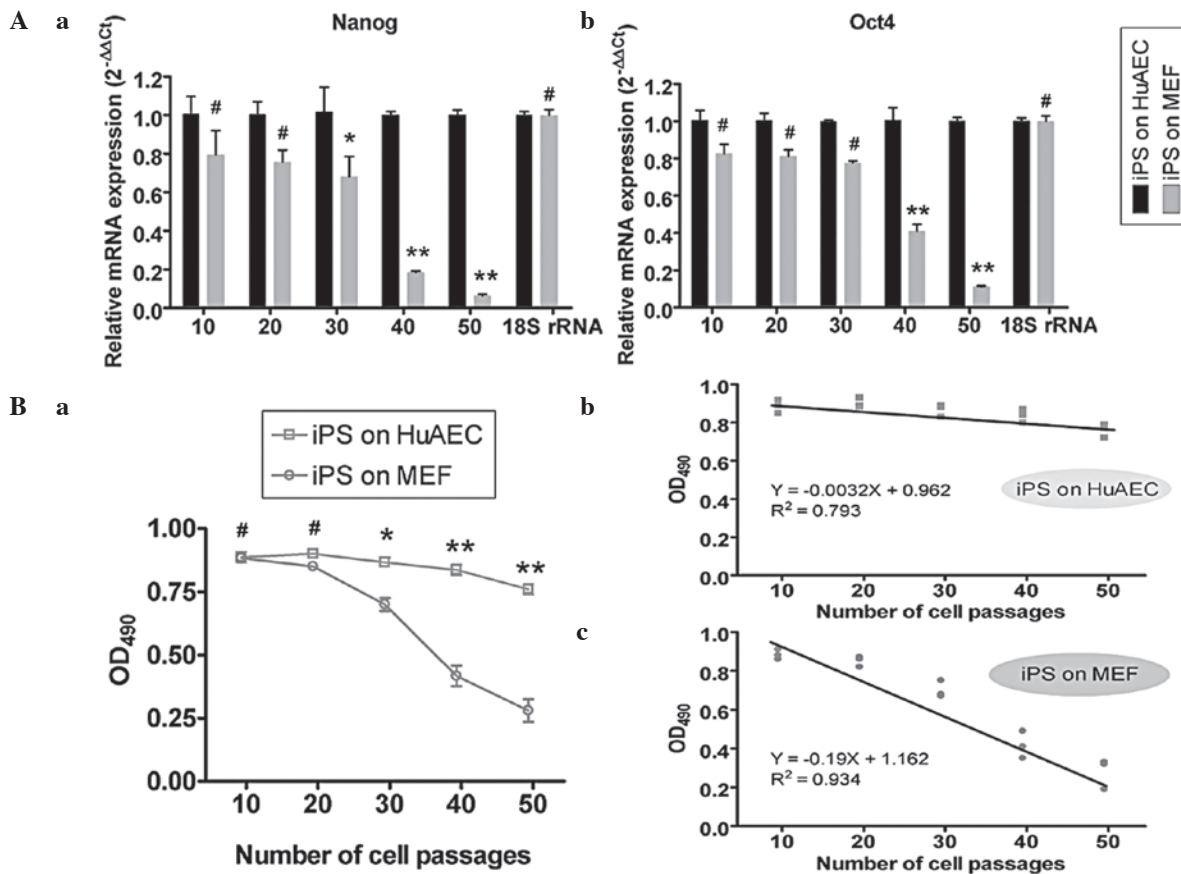 A a
Nanog
Relative mRNA expression (2-ΔΔCt)
1.2
1.0
0.8
0.6
0.4
0.2
0.0
#
#
*
**
**
#
10 20 30 40 50 18S rRNA
b
Oct4
Relative mRNA expression (2-ΔΔCt)
1.2
1.0
0.8
0.6
0.4
0.2
0.0
#
#
#
**
**
#
10 20 30 40 50 18S rRNA
iPS on HuAEC
iPS on MEF
B a
iPS on HuAEC
iPS on MEF
OD490
1.00
0.75
0.50
0.25
0.00
# # * ** **
10 20 30 40 50
Number of cell passages
b
OD490
1.0
0.8
0.6
0.4
0.2
0.0
Y = -0.0032X + 0.962
R2 = 0.793
iPS on HuAEC
10 20 30 40 50
Number of cell passages
c
OD490
1.0
0.8
0.6
0.4
0.2
0.0
iPS on MEF
Y = -0.19X + 1.162
R2 = 0.934
10 20 30 40 50
Number of cell passages